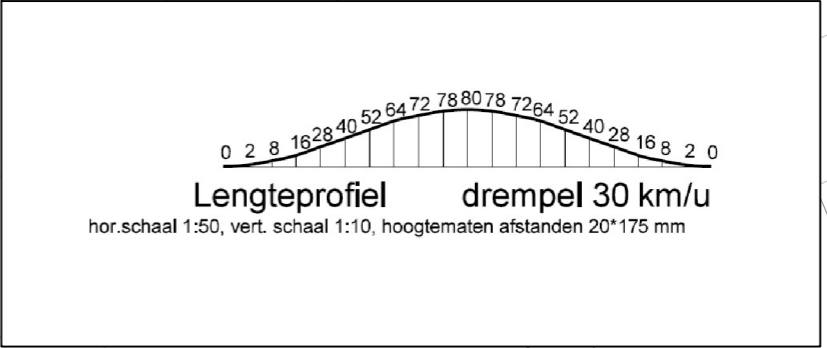 0 2 8 16 28 40 52 64 72 78 80 78 72 64 52 40 28 16 8 2 0
Lengteprofiel drempel 30 km/u
hor.schaal 1:50, vert. schaal 1:10, hoogtematen afstanden 20*175 mm